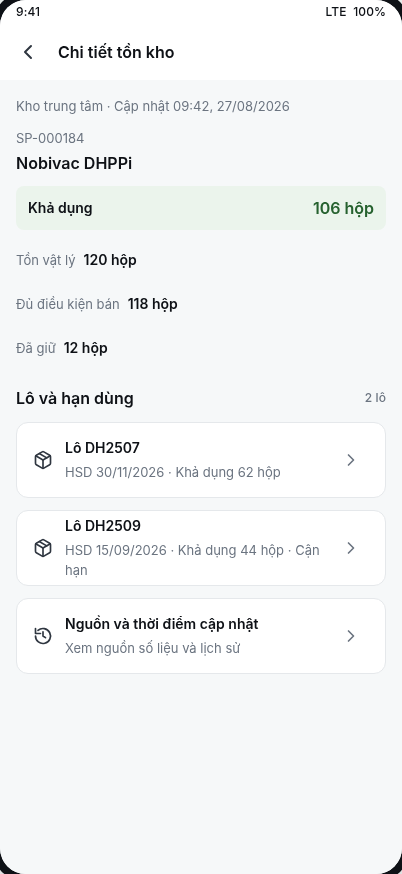 9:41
LTE 100%
Chi tiết tồn kho
Kho trung tâm · Cập nhật 09:42, 27/08/2026
SP-000184
Nobivac DHPPi
Khả dụng 106 hộp
Tồn vật lý 120 hộp
Đủ điều kiện bán 118 hộp
Đã giữ 12 hộp
Lô và hạn dùng 2 lô
Lô DH2507
HSD 30/11/2026 · Khả dụng 62 hộp
Lô DH2509
HSD 15/09/2026 · Khả dụng 44 hộp · Cận
hạn
Nguồn và thời điểm cập nhật
Xem nguồn số liệu và lịch sử